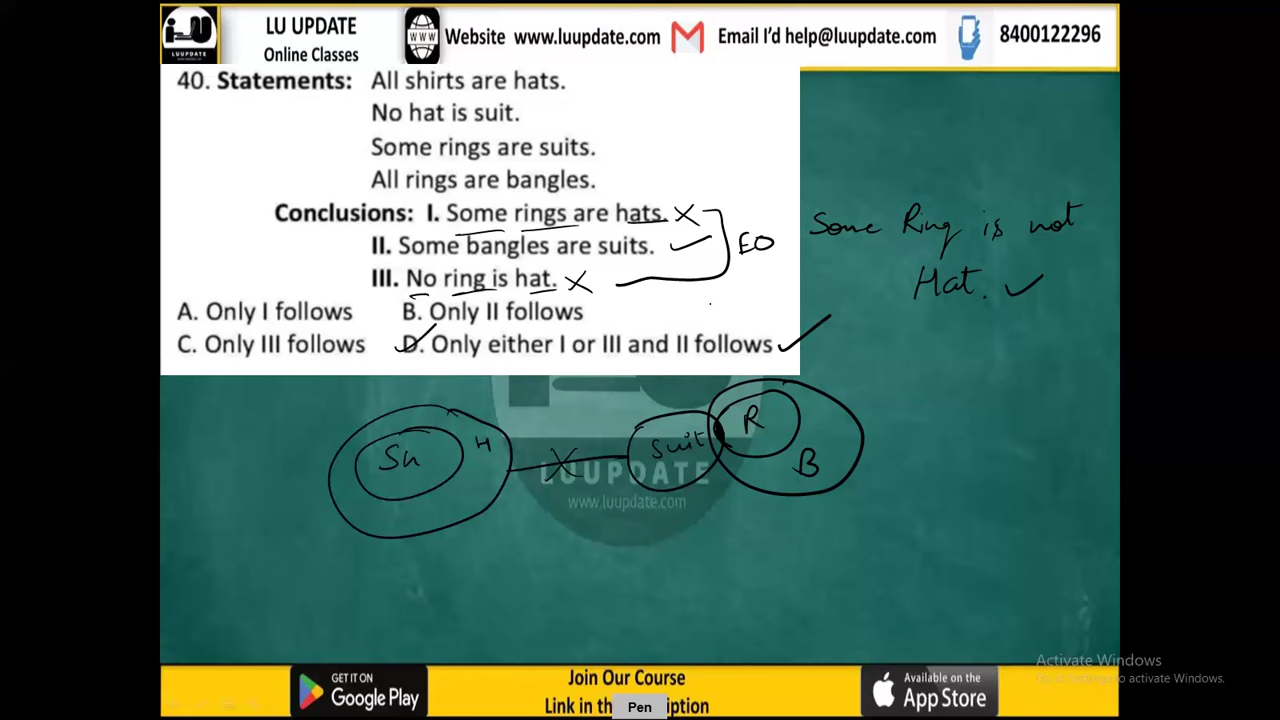 LU UPDATE
Online Classes
LUUPDATE
WWW
Website www.luupdate.com
Email I'd help@luupdate.com
8400122296
40. Statements: All shirts are hats.
No hat is suit.
Some rings are suits.
All rings are bangles.
Conclusions: I. Some rings are hats.
II. Some bangles are suits.
III. No ring is hat.
EO
Some Ring is not
Hat.
A. Only I follows B. Only II follows
C. Only III follows D. Only either I or III and II follows
Sh H Suit R B
LUUPDATE
www.luupdate.com
Activate Windows
GET IT ON
Google Play
Join Our Course
Link in th
Pen
ption
Available on the
App Store